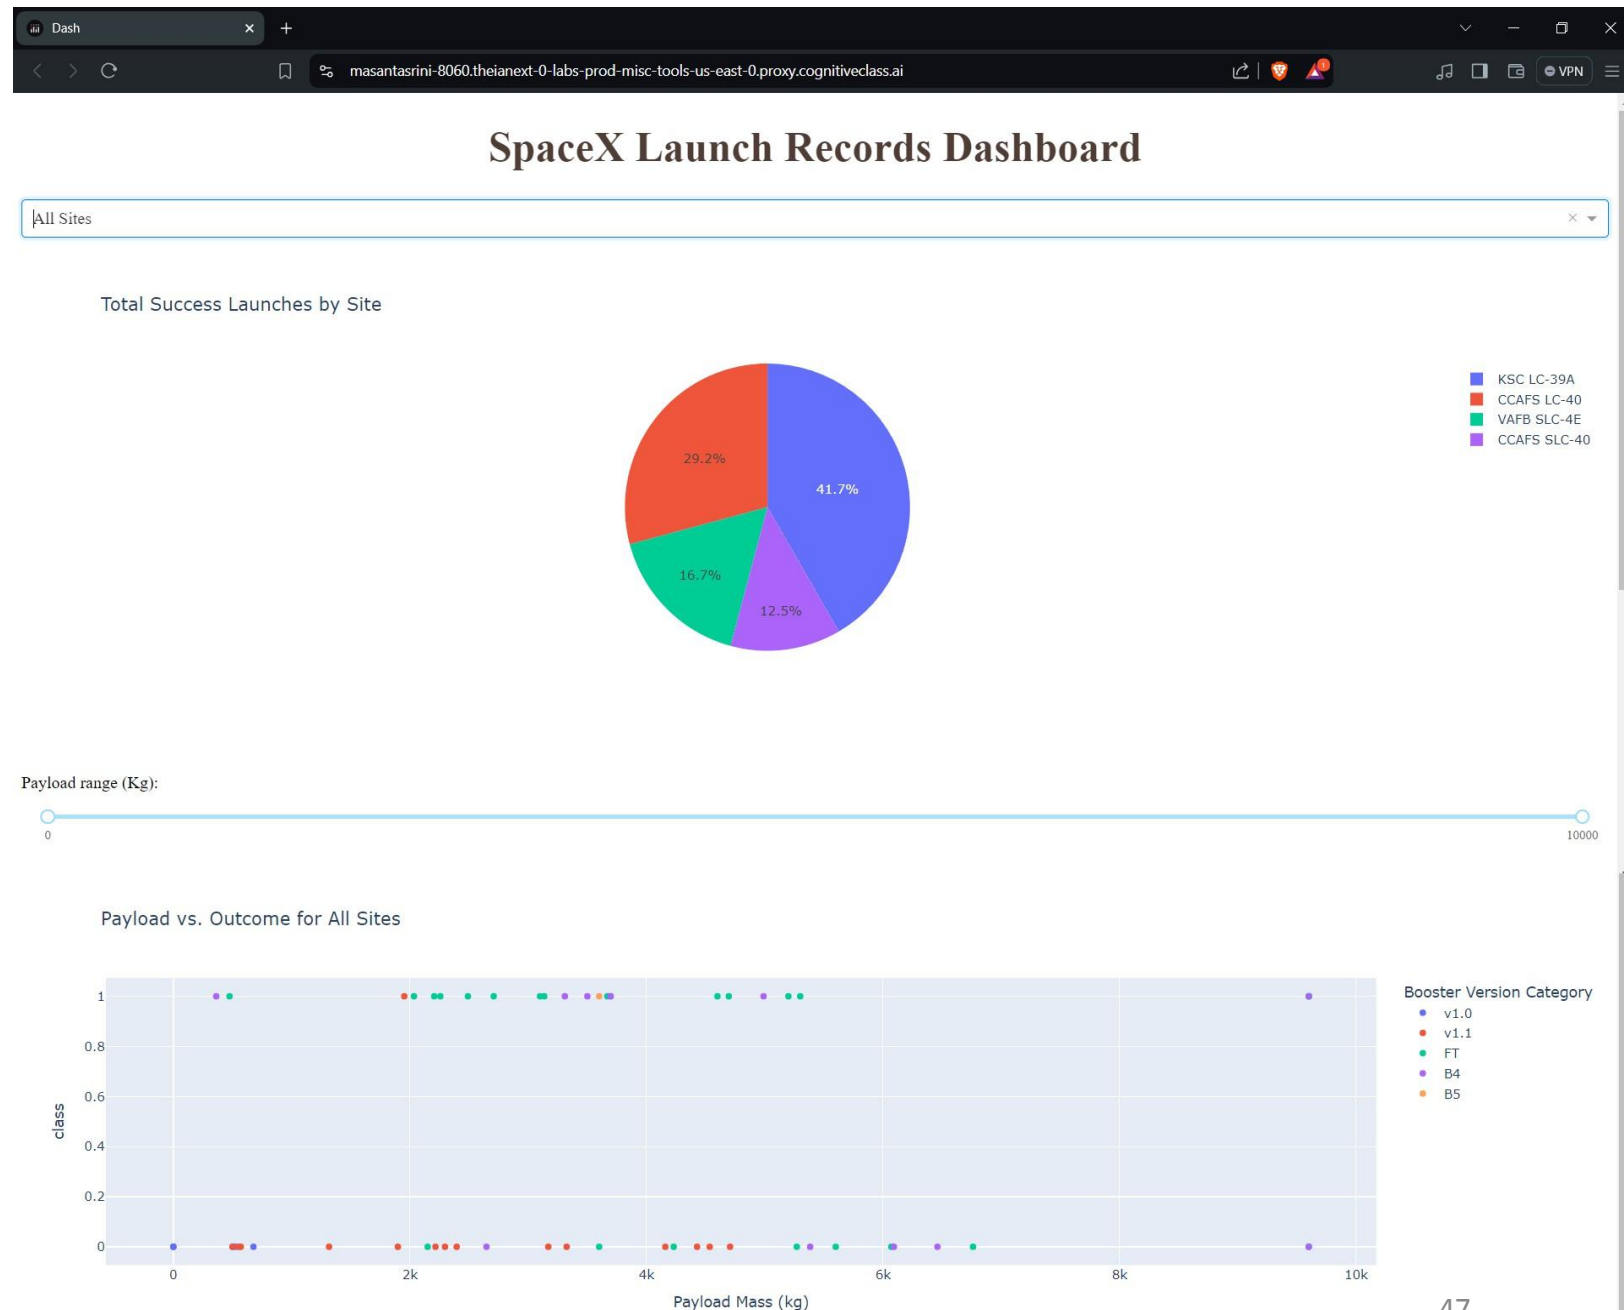 Dash
masantasrini-8060.theianext-0-labs-prod-misc-tools-us-east-0.proxy.cognitiveclass.ai
1
VPN
SpaceX Launch Records Dashboard
All Sites
Total Success Launches by Site
KSC LC-39A
CCAFS LC-40
VAFB SLC-4E
CCAFS SLC-40
29.2%
41.7%
16.7%
12.5%
Payload range (Kg):
0
10000
Payload vs. Outcome for All Sites
Booster Version Category
v1.0
v1.1
FT
B4
B5
class
1
0.8
0.6
0.4
0.2
0
0 2k 4k 6k 8k 10k
Payload Mass (kg)
47